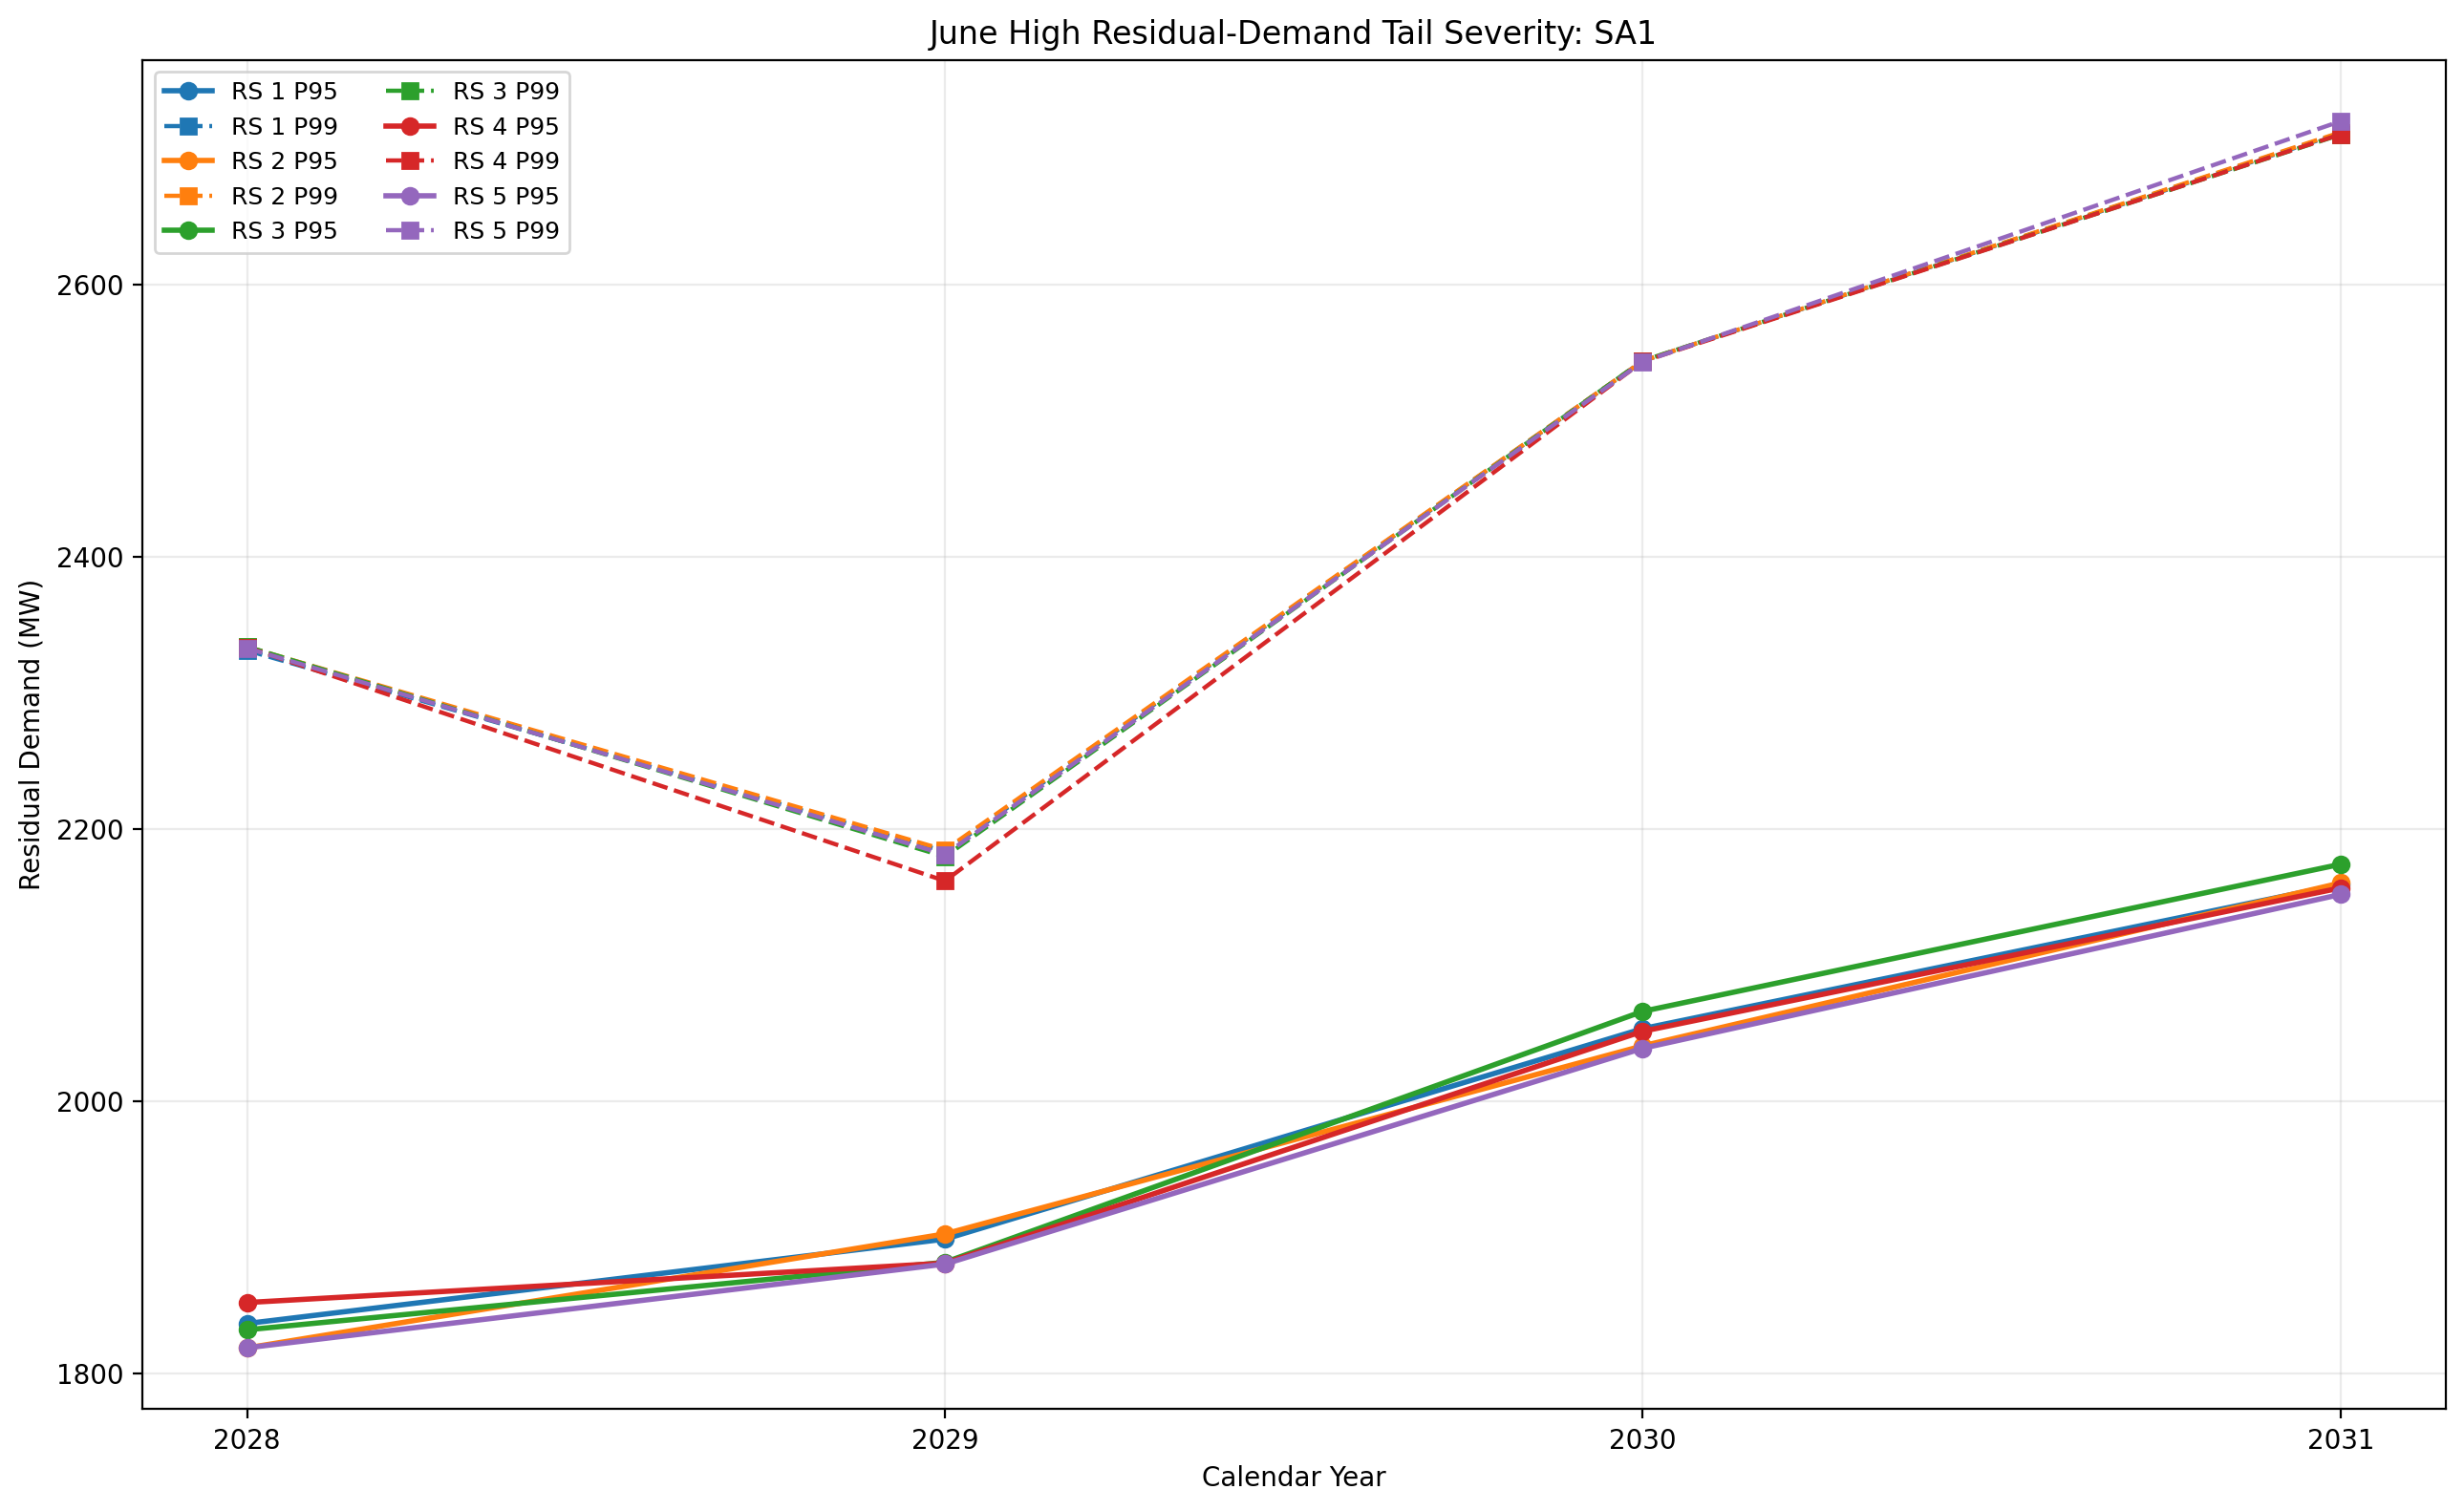 June High Residual-Demand Tail Severity: SA1
RS 1 P95
RS 1 P99
RS 2 P95
RS 2 P99
RS 3 P95
RS 3 P99
RS 4 P95
RS 4 P99
RS 5 P95
RS 5 P99
Residual Demand (MW)
2600
2400
2200
2000
1800
2028
2029
2030
2031
Calendar Year